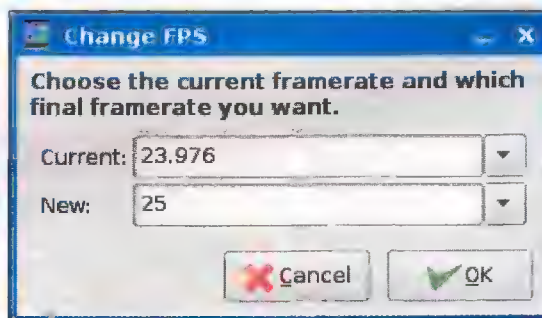 Change FPS
Choose the current framerate and which
final framerate you want.
Current: 23.976
New: 25
Cancel OK